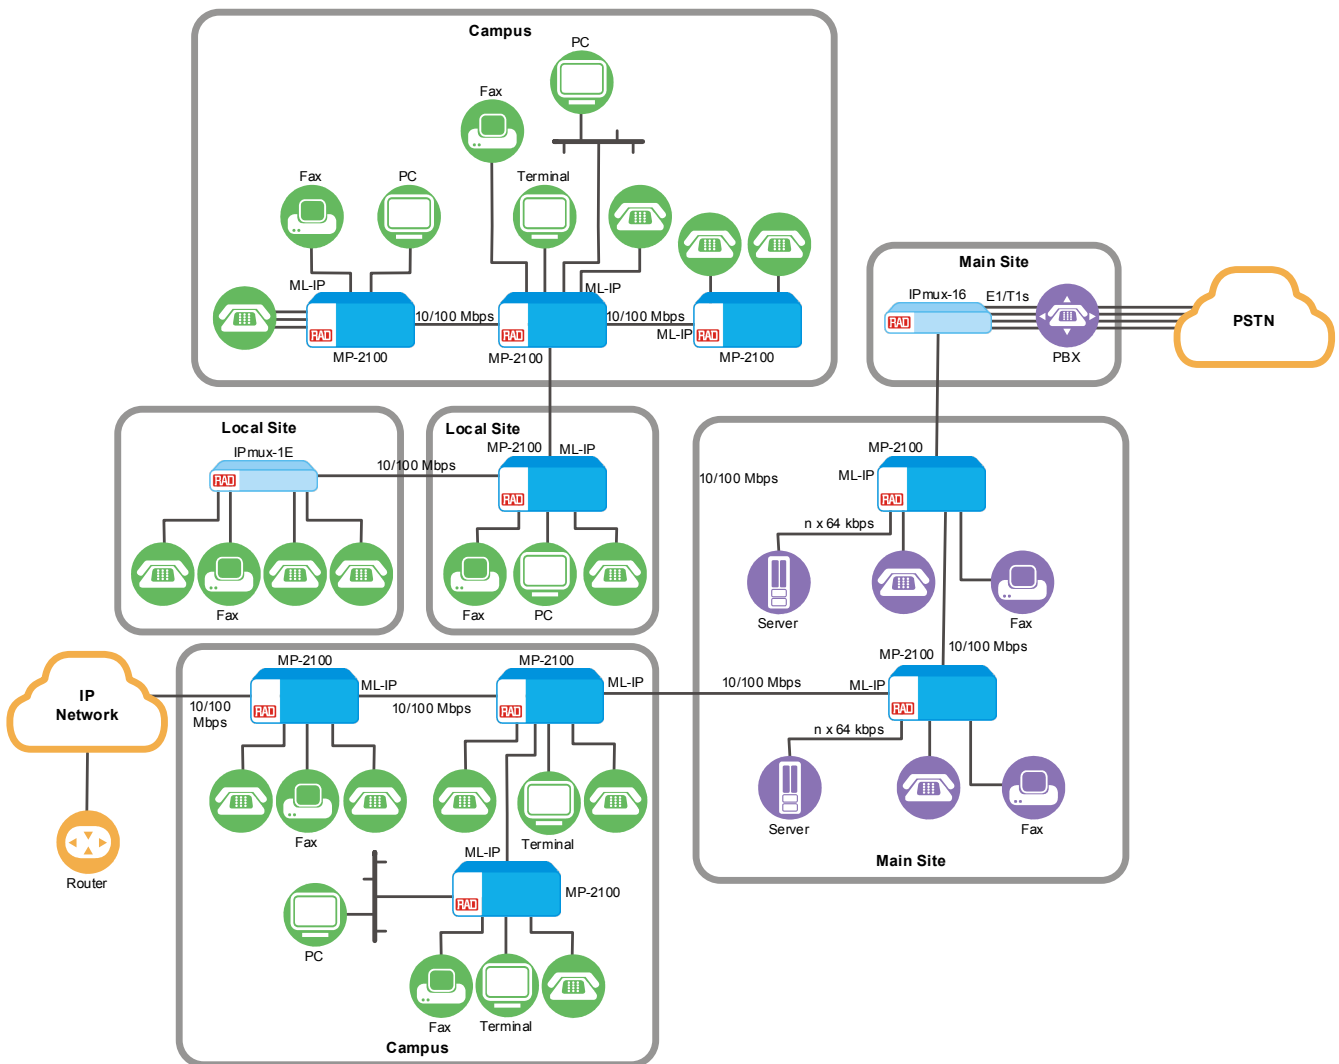 Campus
PC
Fax
Fax
PC
Terminal
ML-IP
ML-IP
10/100 Mbps
10/100 Mbps
ML-IP
RAD
RAD
RAD
MP-2100
MP-2100
MP-2100
Main Site
IPmux-16
E1/T1s
RAD
PBX
PSTN
Local Site
IPmux-1E
RAD
10/100 Mbps
Fax
Local Site
MP-2100
ML-IP
RAD
Fax
PC
MP-2100
ML-IP
10/100 Mbps
RAD
n x 64 kbps
Server
Fax
10/100 Mbps
MP-2100
ML-IP
RAD
n x 64 kbps
Server
Fax
Main Site
IP
Network
Router
10/100
Mbps
MP-2100
ML-IP
RAD
10/100 Mbps
Fax
MP-2100
ML-IP
RAD
10/100 Mbps
Terminal
ML-IP
RAD
MP-2100
PC
Fax
Terminal
Campus